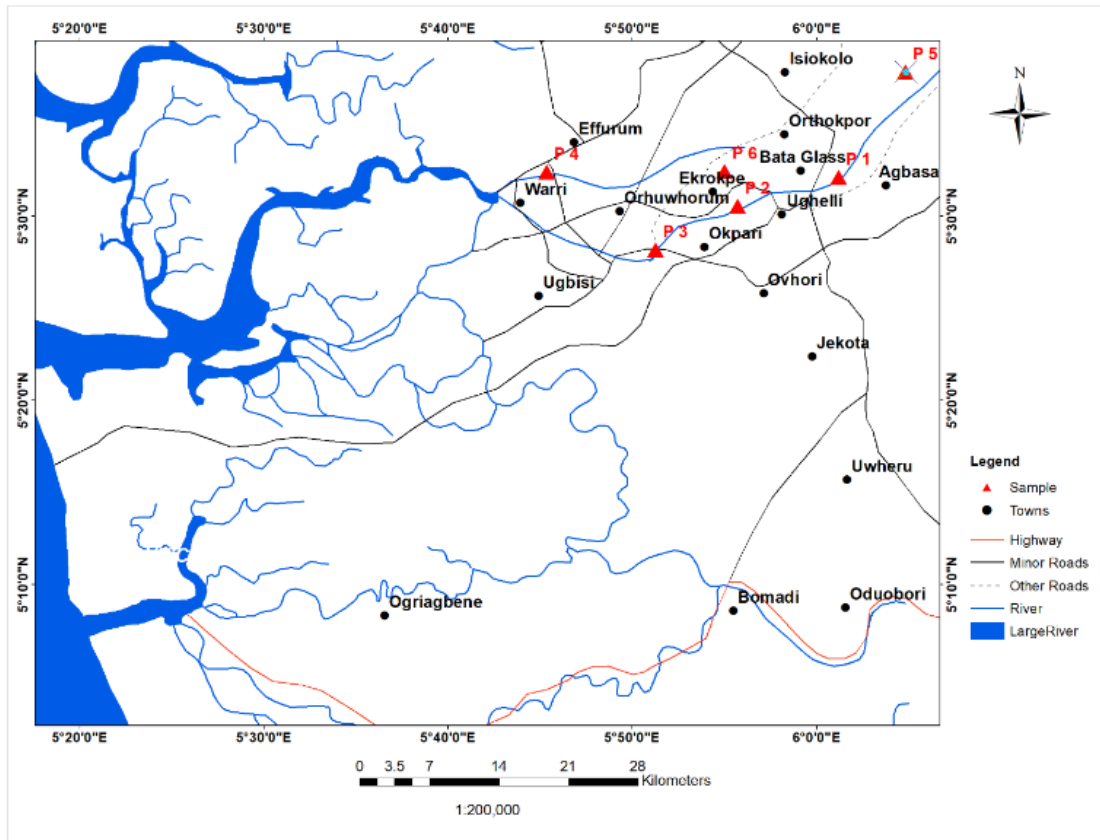 5°20'0"E 5°30'0"E 5°40'0"E 5°50'0"E 6°0'0"E
P 5
Isiokolo
N
Orthokpor
Effurum
P 4
P 6
Bata Glass
P 1
Agbasa
Ekrokpe
P 2
Warri
Orhuwhorum
Ughelli
5°30'0"N
5°30'0"N
P 3
Okpari
Ugbisi
Ovhori
Jekota
5°20'0"N
5°20'0"N
Uwheru
Legend
Sample
Towns
Highway
Minor Roads
Other Roads
River
LargeRiver
5°10'0"N
5°10'0"N
Ogriagbene
Bomadi
Oduobori
5°20'0"E 5°30'0"E 5°40'0"E 5°50'0"E 6°0'0"E
0 3.5 7 14 21 28
Kilometers
1:200,000